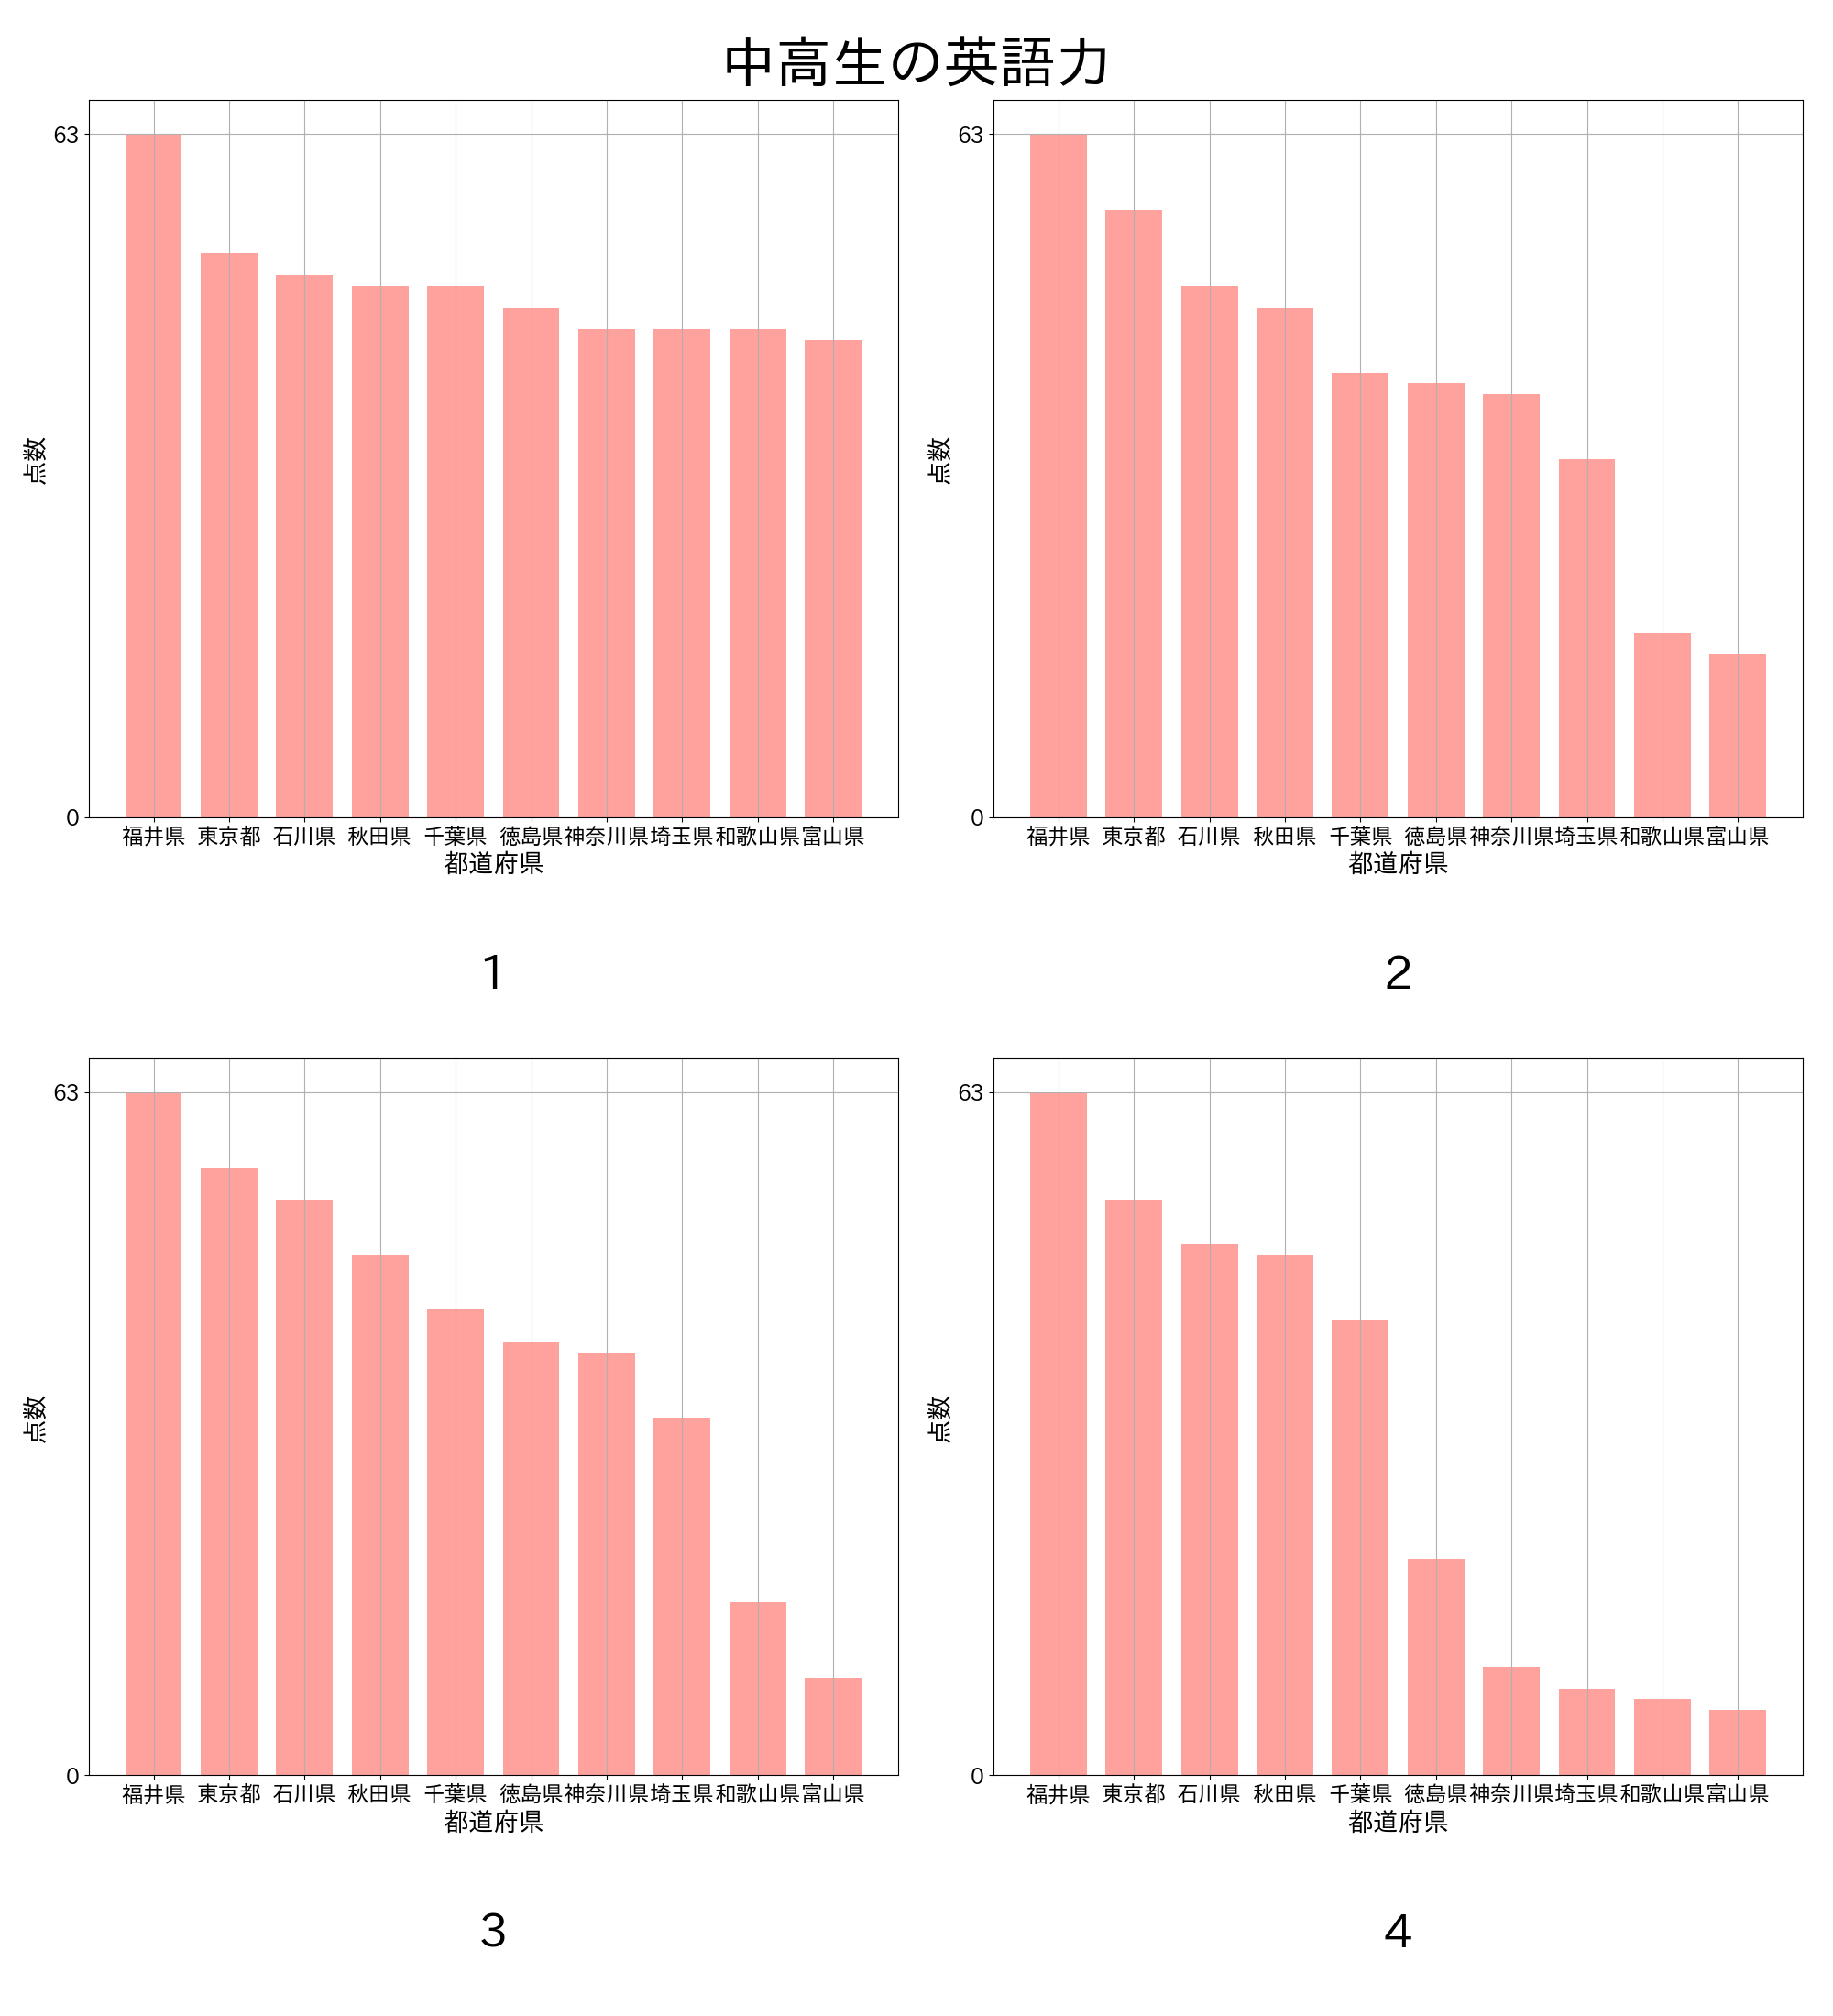 中高生の英語力
63
0
点数
福井県 東京都 石川県 秋田県 千葉県 徳島県 神奈川県 埼玉県 和歌山県 富山県
都道府県
1
63
0
点数
福井県 東京都 石川県 秋田県 千葉県 徳島県 神奈川県 埼玉県 和歌山県 富山県
都道府県
2
63
0
点数
福井県 東京都 石川県 秋田県 千葉県 徳島県 神奈川県 埼玉県 和歌山県 富山県
都道府県
3
63
0
点数
福井県 東京都 石川県 秋田県 千葉県 徳島県 神奈川県 埼玉県 和歌山県 富山県
都道府県
4